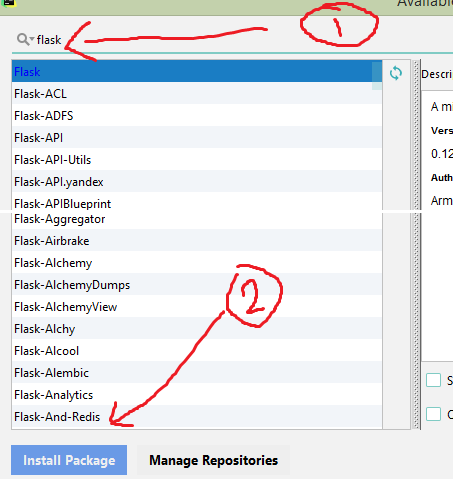 Available
1
flask
Flask
Flask-ACL
Flask-ADFS
Flask-API
Flask-API-Utils
Flask-API.yandex
Flask-APIBlueprint
Flask-Aggregator
Flask-Airbrake
Flask-Alchemy
Flask-AlchemyDumps
Flask-AlchemyView
Flask-Alchy
Flask-Alcool
Flask-Alembic
Flask-Analytics
Flask-And-Redis
2
Descri
A mi
Vers
0.12
Auth
Arm
S
O
Install Package
Manage Repositories